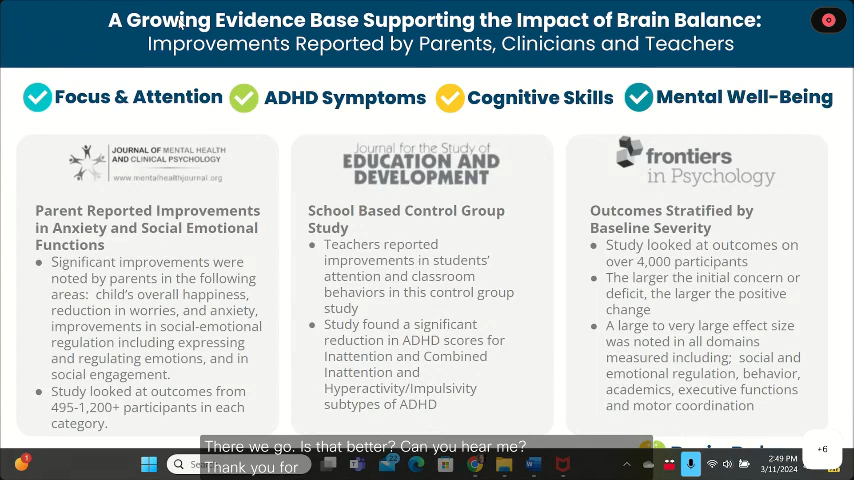 A Growing Evidence Base Supporting the Impact of Brain Balance:
Improvements Reported by Parents, Clinicians and Teachers
Focus & Attention
ADHD Symptoms
Cognitive Skills
Mental Well-Being
JOURNAL OF MENTAL HEALTH
AND CLINICAL PSYCHOLOGY
www.mentalhealthjournal.org
Parent Reported Improvements
in Anxiety and Social Emotional
Functions
● Significant improvements were
noted by parents in the following
areas: child's overall happiness,
reduction in worries, and anxiety,
improvements in social-emotional
regulation including expressing
and regulating emotions, and in
social engagement.
● Study looked at outcomes from
495-1,200+ participants in each
category.
Journal for the Study of
EDUCATION AND
DEVELOPMENT
School Based Control Group
Study
● Teachers reported
improvements in students'
attention and classroom
behaviors in this control group
study
● Study found a significant
reduction in ADHD scores for
Inattention and Combined
Inattention and
Hyperactivity/Impulsivity
subtypes of ADHD
frontiers
in Psychology
Outcomes Stratified by
Baseline Severity
● Study looked at outcomes on
over 4,000 participants
● The larger the initial concern or
deficit, the larger the positive
change
● A large to very large effect size
was noted in all domains
measured including; social and
emotional regulation, behavior,
academics, executive functions
and motor coordination
There we go. Is that better? Can you hear me?
Thank you for
+6
2:49 PM
3/11/2024